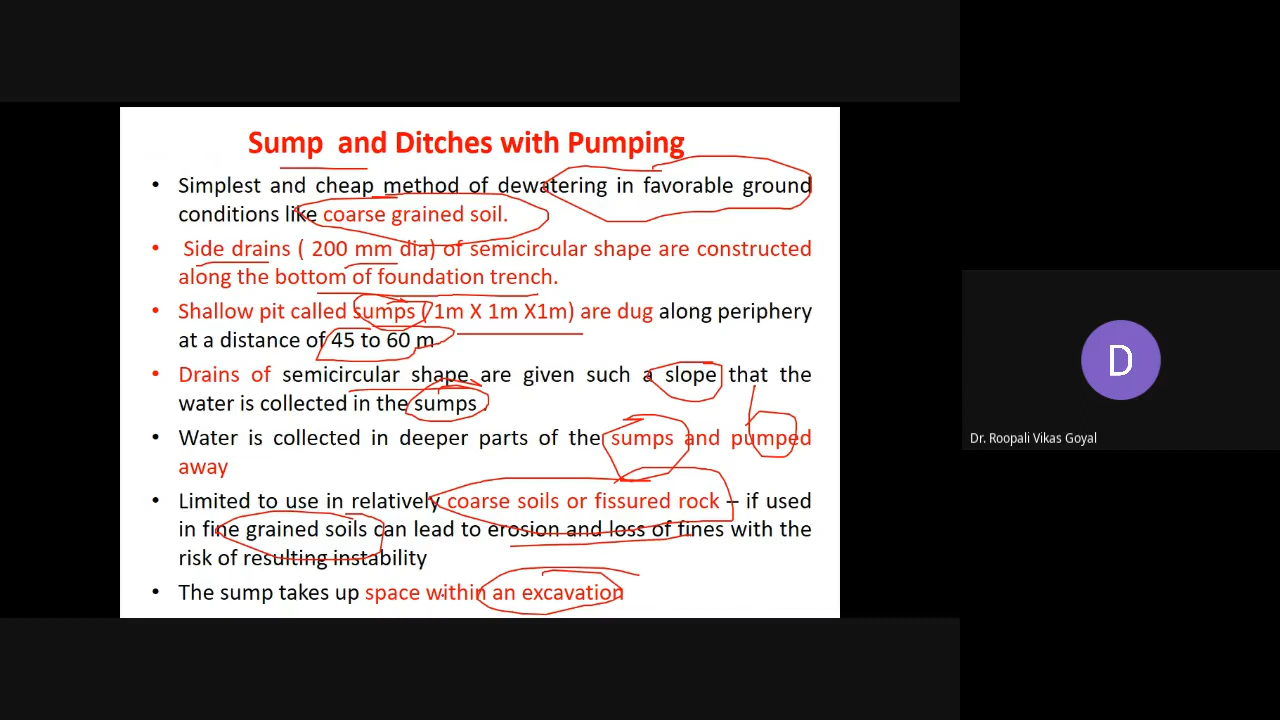 Sump and Ditches with Pumping
• Simplest and cheap method of dewatering in favorable ground
conditions like coarse grained soil.
• Side drains ( 200 mm dia) of semicircular shape are constructed
along the bottom of foundation trench.
• Shallow pit called sumps (1m X 1m X1m) are dug along periphery
at a distance of 45 to 60 m
• Drains of semicircular shape are given such a slope that the
water is collected in the sumps .
• Water is collected in deeper parts of the sumps and pumped
away
• Limited to use in relatively coarse soils or fissured rock – if used
in fine grained soils can lead to erosion and loss of fines with the
risk of resulting instability
• The sump takes up space within an excavation
D
Dr. Roopali Vikas Goyal